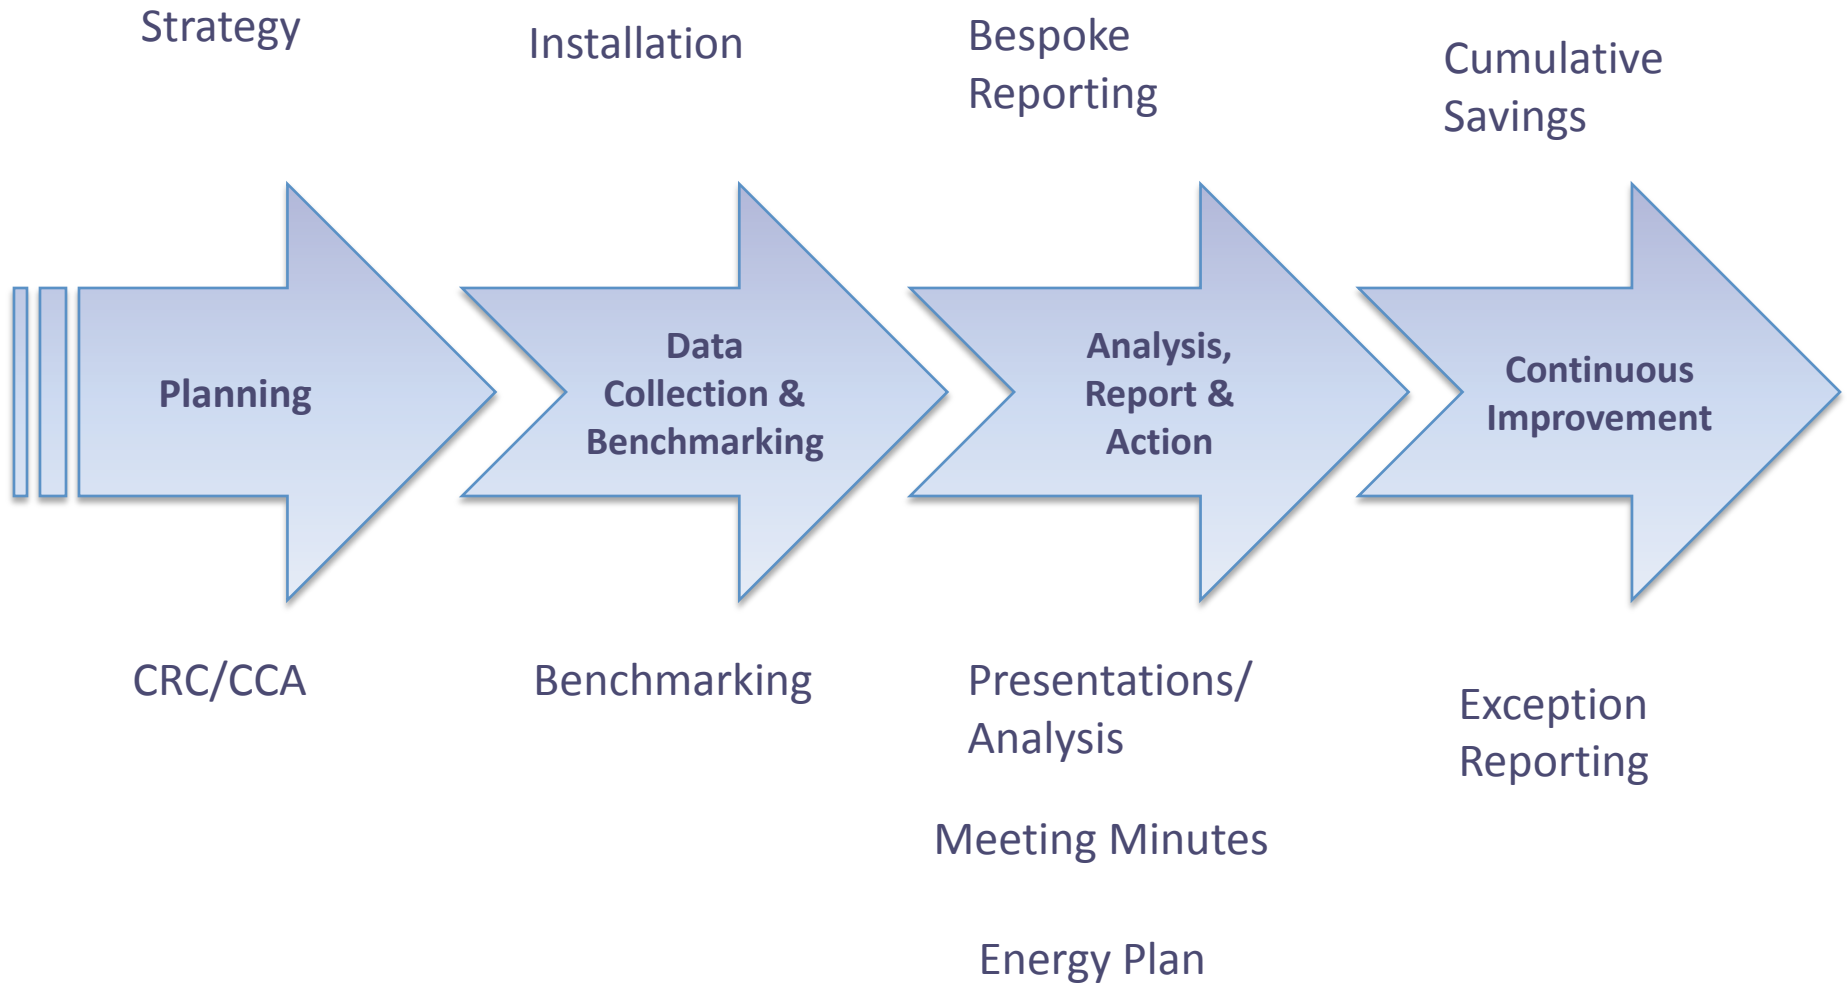 Strategy
Installation
Bespoke
Reporting
Cumulative
Savings
Planning
Data
Collection &
Benchmarking
Analysis,
Report &
Action
Continuous
Improvement
CRC/CCA
Benchmarking
Presentations/
Analysis
Exception
Reporting
Meeting Minutes
Energy Plan